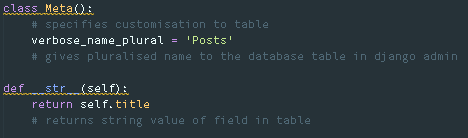 class Meta():
    # specifies customisation to table
    verbose_name_plural = 'Posts'
    # gives pluralised name to the database table in django admin
def __str__(self):
    return self.title
    # returns string value of field in table